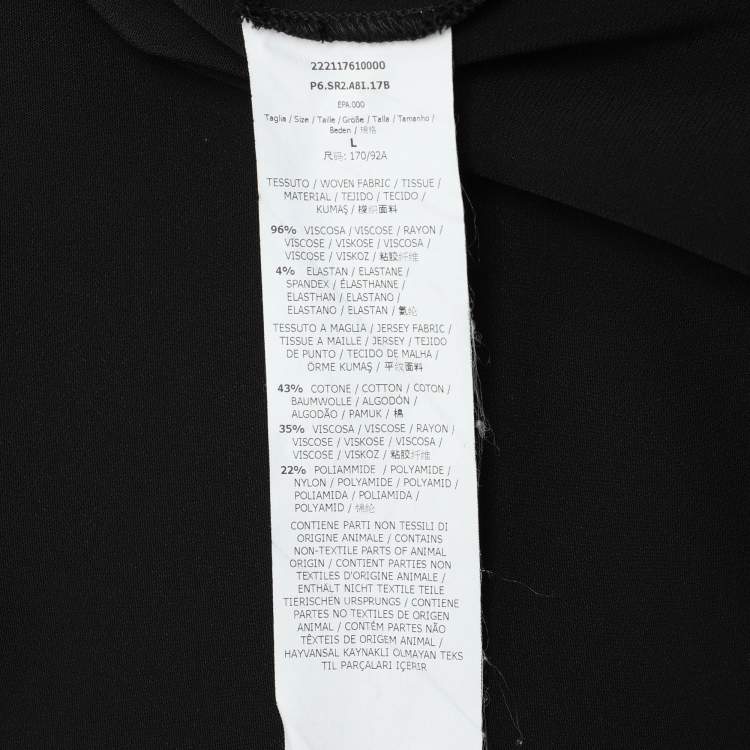 222117610000
P6.SR2.A8I.17B
EPA.000
Taglia / Size / Taille / Größe / Talla / Tamanho /
Beden / 规格
L
尺码: 170/92A
TESSUTO / WOVEN FABRIC / TISSUE /
MATERIAL / TEJIDO / TECIDO /
KUMAŞ / 梭织面料
96% VISCOSA / VISCOSE / RAYON /
VISCOSE / VISKOSE / VISCOSA /
VISCOSE / VISKOZ / 粘胶纤维
4% ELASTAN / ELASTANE /
SPANDEX / ÉLASTHANNE /
ELASTHAN / ELASTANO /
ELASTANO / ELASTAN / 氨纶
TESSUTO A MAGLIA / JERSEY FABRIC /
TISSUE A MAILLE / JERSEY / TEJIDO
DE PUNTO / TECIDO DE MALHA /
ÖRME KUMAŞ / 平纹面料
43% COTONE / COTTON / COTON /
BAUMWOLLE / ALGODÓN /
ALGODÃO / PAMUK / 棉
35% VISCOSA / VISCOSE / RAYON /
VISCOSE / VISKOSE / VISCOSA /
VISCOSE / VISKOZ / 粘胶纤维
22% POLIAMMIDE / POLYAMIDE /
NYLON / POLYAMIDE / POLYAMID /
POLIAMIDA / POLIAMIDA /
POLYAMID / 锦纶
CONTIENE PARTI NON TESSILI DI
ORIGINE ANIMALE / CONTAINS
NON-TEXTILE PARTS OF ANIMAL
ORIGIN / CONTIENT PARTIES NON
TEXTILES D'ORIGINE ANIMALE /
ENTHÄLT NICHT TEXTILE TEILE
TIERISCHEN URSPRUNGS / CONTIENE
PARTES NO TEXTILES DE ORIGEN
ANIMAL / CONTÉM PARTES NÃO
TÊXTEIS DE ORIGEM ANIMAL /
HAYVANSAL KAYNAKLI OLMAYAN TEKS
TIL PARÇALARI IÇERIR